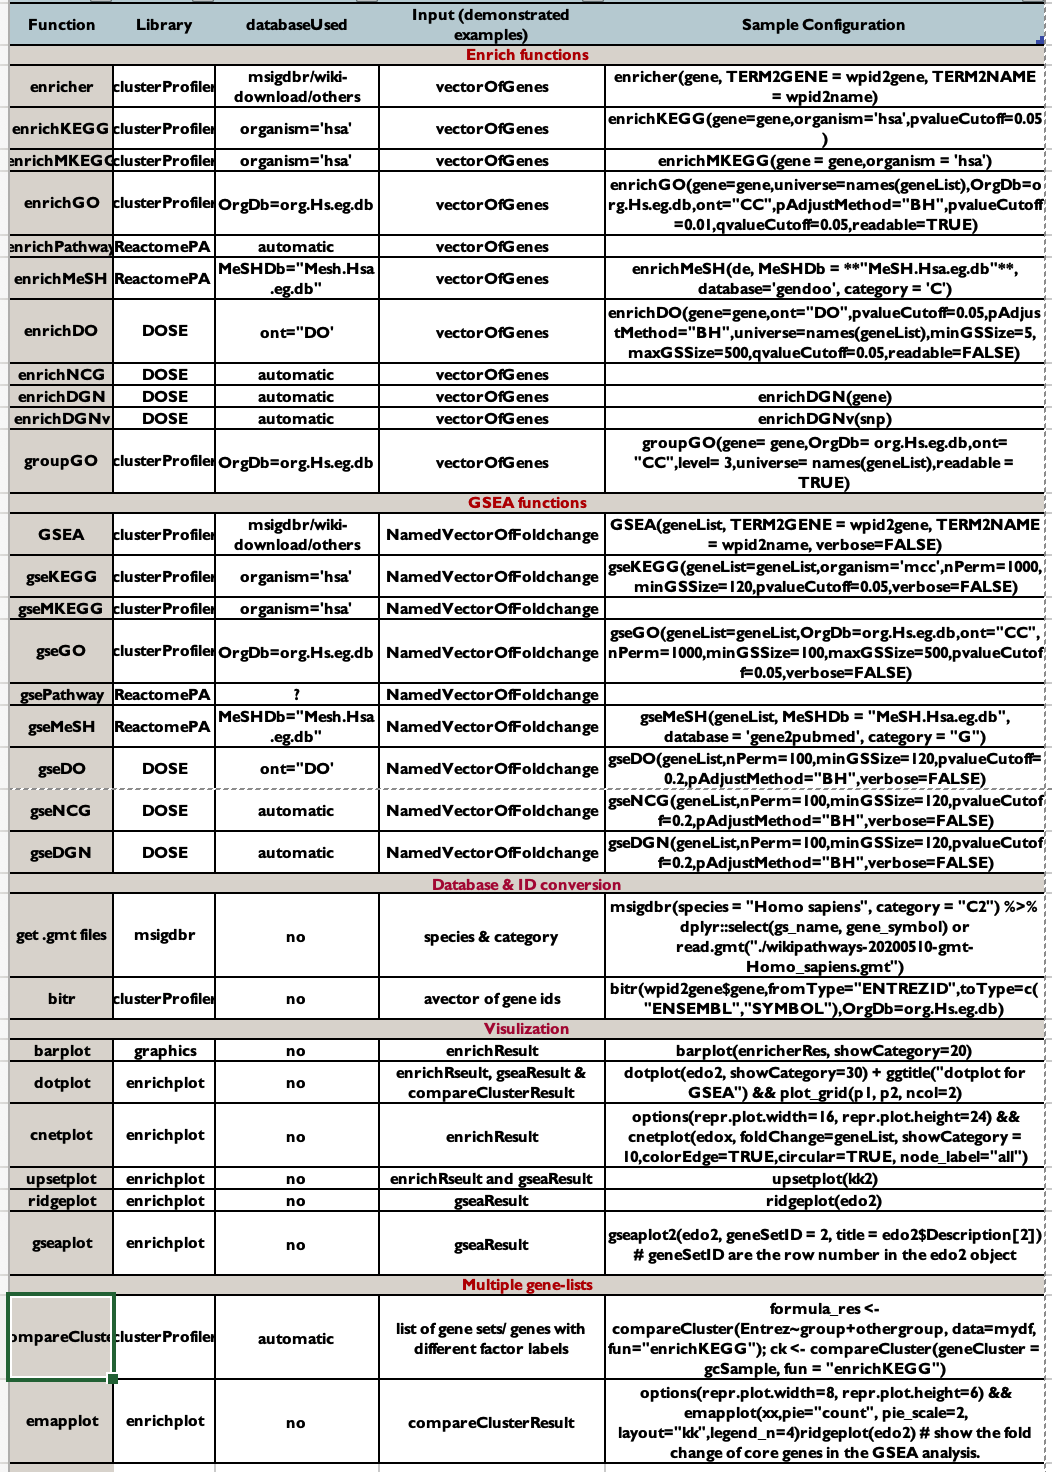 Function Library databaseUsed Input (demonstrated examples) Sample Configuration
Enrich functions
enricher clusterProfiler msigdbr/wiki-download/others vectorOfGenes enricher(gene, TERM2GENE = wpid2gene, TERM2NAME = wpid2name)
enrichKEGG clusterProfiler organism='hsa' vectorOfGenes enrichKEGG(gene=gene,organism='hsa',pvalueCutoff=0.05)
enrichMKEGG clusterProfiler organism='hsa' vectorOfGenes enrichMKEGG(gene = gene,organism = 'hsa')
enrichGO clusterProfiler OrgDb=org.Hs.eg.db vectorOfGenes enrichGO(gene=gene,universe=names(geneList),OrgDb=org.Hs.eg.db,ont="CC",pAdjustMethod="BH",pvalueCutoff=0.01,qvalueCutoff=0.05,readable=TRUE)
enrichPathway ReactomePA automatic vectorOfGenes
enrichMeSH ReactomePA MeSHDb="Mesh.Hsa.eg.db" vectorOfGenes enrichMeSH(de, MeSHDb = **"MeSH.Hsa.eg.db"**, database='gendoo', category = 'C')
enrichDO DOSE ont="DO' vectorOfGenes enrichDO(gene=gene,ont="DO",pvalueCutoff=0.05,pAdjustMethod="BH",universe=names(geneList),minGSSize=5,maxGSSize=500,qvalueCutoff=0.05,readable=FALSE)
enrichNCG DOSE automatic vectorOfGenes
enrichDGN DOSE automatic vectorOfGenes enrichDGN(gene)
enrichDGNv DOSE automatic vectorOfGenes enrichDGNv(snp)
groupGO clusterProfiler OrgDb=org.Hs.eg.db vectorOfGenes groupGO(gene= gene,OrgDb= org.Hs.eg.db,ont= "CC",level= 3,universe= names(geneList),readable = TRUE)
GSEA functions
GSEA clusterProfiler msigdbr/wiki-download/others NamedVectorOfFoldchange GSEA(geneList, TERM2GENE = wpid2gene, TERM2NAME = wpid2name, verbose=FALSE)
gseKEGG clusterProfiler organism='hsa' NamedVectorOfFoldchange gseKEGG(geneList=geneList,organism='mcc',nPerm=1000,minGSSize=120,pvalueCutoff=0.05,verbose=FALSE)
gseMKEGG clusterProfiler organism='hsa' NamedVectorOfFoldchange
gseGO clusterProfiler OrgDb=org.Hs.eg.db NamedVectorOfFoldchange gseGO(geneList=geneList,OrgDb=org.Hs.eg.db,ont="CC",nPerm=1000,minGSSize=100,maxGSSize=500,pvalueCutoff=0.05,verbose=FALSE)
gsePathway ReactomePA ? NamedVectorOfFoldchange
gseMeSH ReactomePA MeSHDb="Mesh.Hsa.eg.db" NamedVectorOfFoldchange gseMeSH(geneList, MeSHDb = "MeSH.Hsa.eg.db", database = 'gene2pubmed', category = "G")
gseDO DOSE ont="DO' NamedVectorOfFoldchange gseDO(geneList,nPerm=100,minGSSize=120,pvalueCutoff=0.2,pAdjustMethod="BH",verbose=FALSE)
gseNCG DOSE automatic NamedVectorOfFoldchange gseNCG(geneList,nPerm=100,minGSSize=120,pvalueCutoff=0.2,pAdjustMethod="BH",verbose=FALSE)
gseDGN DOSE automatic NamedVectorOfFoldchange gseDGN(geneList,nPerm=100,minGSSize=120,pvalueCutoff=0.2,pAdjustMethod="BH",verbose=FALSE)
Database & ID conversion
get .gmt files msigdbr no species & category msigdbr(species = "Homo sapiens", category = "C2") %>% dplyr::select(gs_name, gene_symbol) or read.gmt("./wikipathways-20200510-gmt-Homo_sapiens.gmt")
bitr clusterProfiler no avector of gene ids bitr(wpid2gene$gene,fromType="ENTREZID",toType=c("ENSEMBL","SYMBOL"),OrgDb=org.Hs.eg.db)
Visulization
barplot graphics no enrichResult barplot(enricherRes, showCategory=20)
dotplot enrichplot no enrichRseult, gseaResult & compareClusterResult dotplot(edo2, showCategory=30) + ggtitle("dotplot for GSEA") && plot_grid(p1, p2, ncol=2)
cnetplot enrichplot no enrichResult options(repr.plot.width=16, repr.plot.height=24) && cnetplot(edox, foldChange=geneList, showCategory = 10,colorEdge=TRUE,circular=TRUE, node_label="all")
upsetplot enrichplot no enrichRseult and gseaResult upsetplot(kk2)
ridgeplot enrichplot no gseaResult ridgeplot(edo2)
gseaplot enrichplot no gseaResult gseaplot2(edo2, geneSetID = 2, title = edo2$Description[2]) # geneSetID are the row number in the edo2 object
Multiple gene-lists
ompareCluste clusterProfiler automatic list of gene sets/ genes with different factor labels formula_res <- compareCluster(Entrez~group+othergroup, data=mydf, fun="enrichKEGG"); ck <- compareCluster(geneCluster = gcSample, fun = "enrichKEGG")
emapplot enrichplot no compareClusterResult options(repr.plot.width=8, repr.plot.height=6) && emapplot(xx,pie="count", pie_scale=2, layout="kk",legend_n=4)ridgeplot(edo2) # show the fold change of core genes in the GSEA analysis.